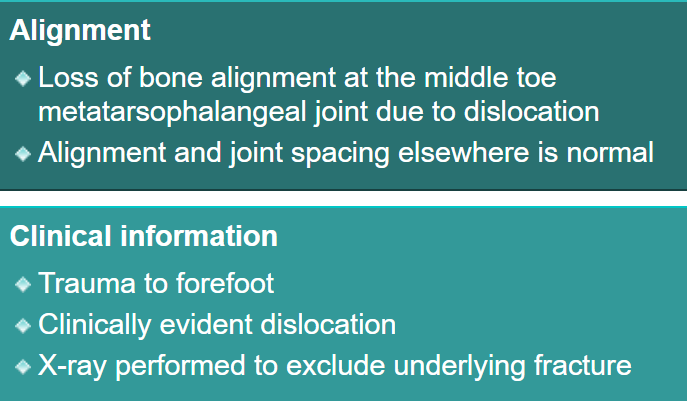 Alignment
Loss of bone alignment at the middle toe
metatarsophalangeal joint due to dislocation
Alignment and joint spacing elsewhere is normal
Clinical information
Trauma to forefoot
Clinically evident dislocation
X-ray performed to exclude underlying fracture